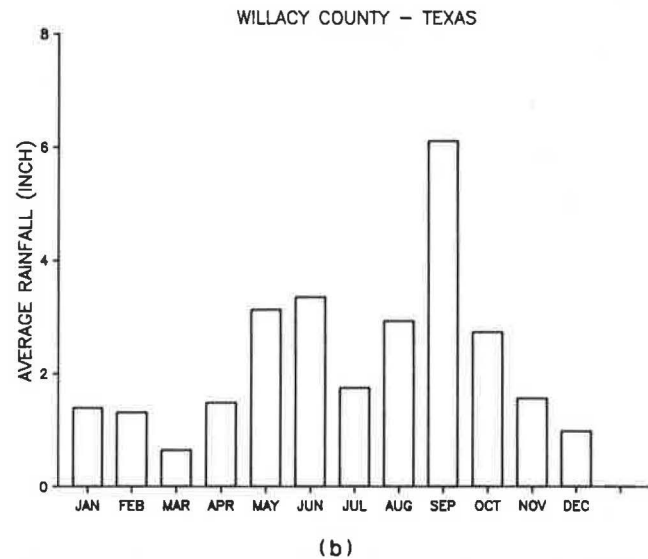 WILLACY COUNTY – TEXAS
AVERAGE RAINFALL (INCH)
8
6
4
2
0
JAN FEB MAR APR MAY JUN JUL AUG SEP OCT NOV DEC
(b)